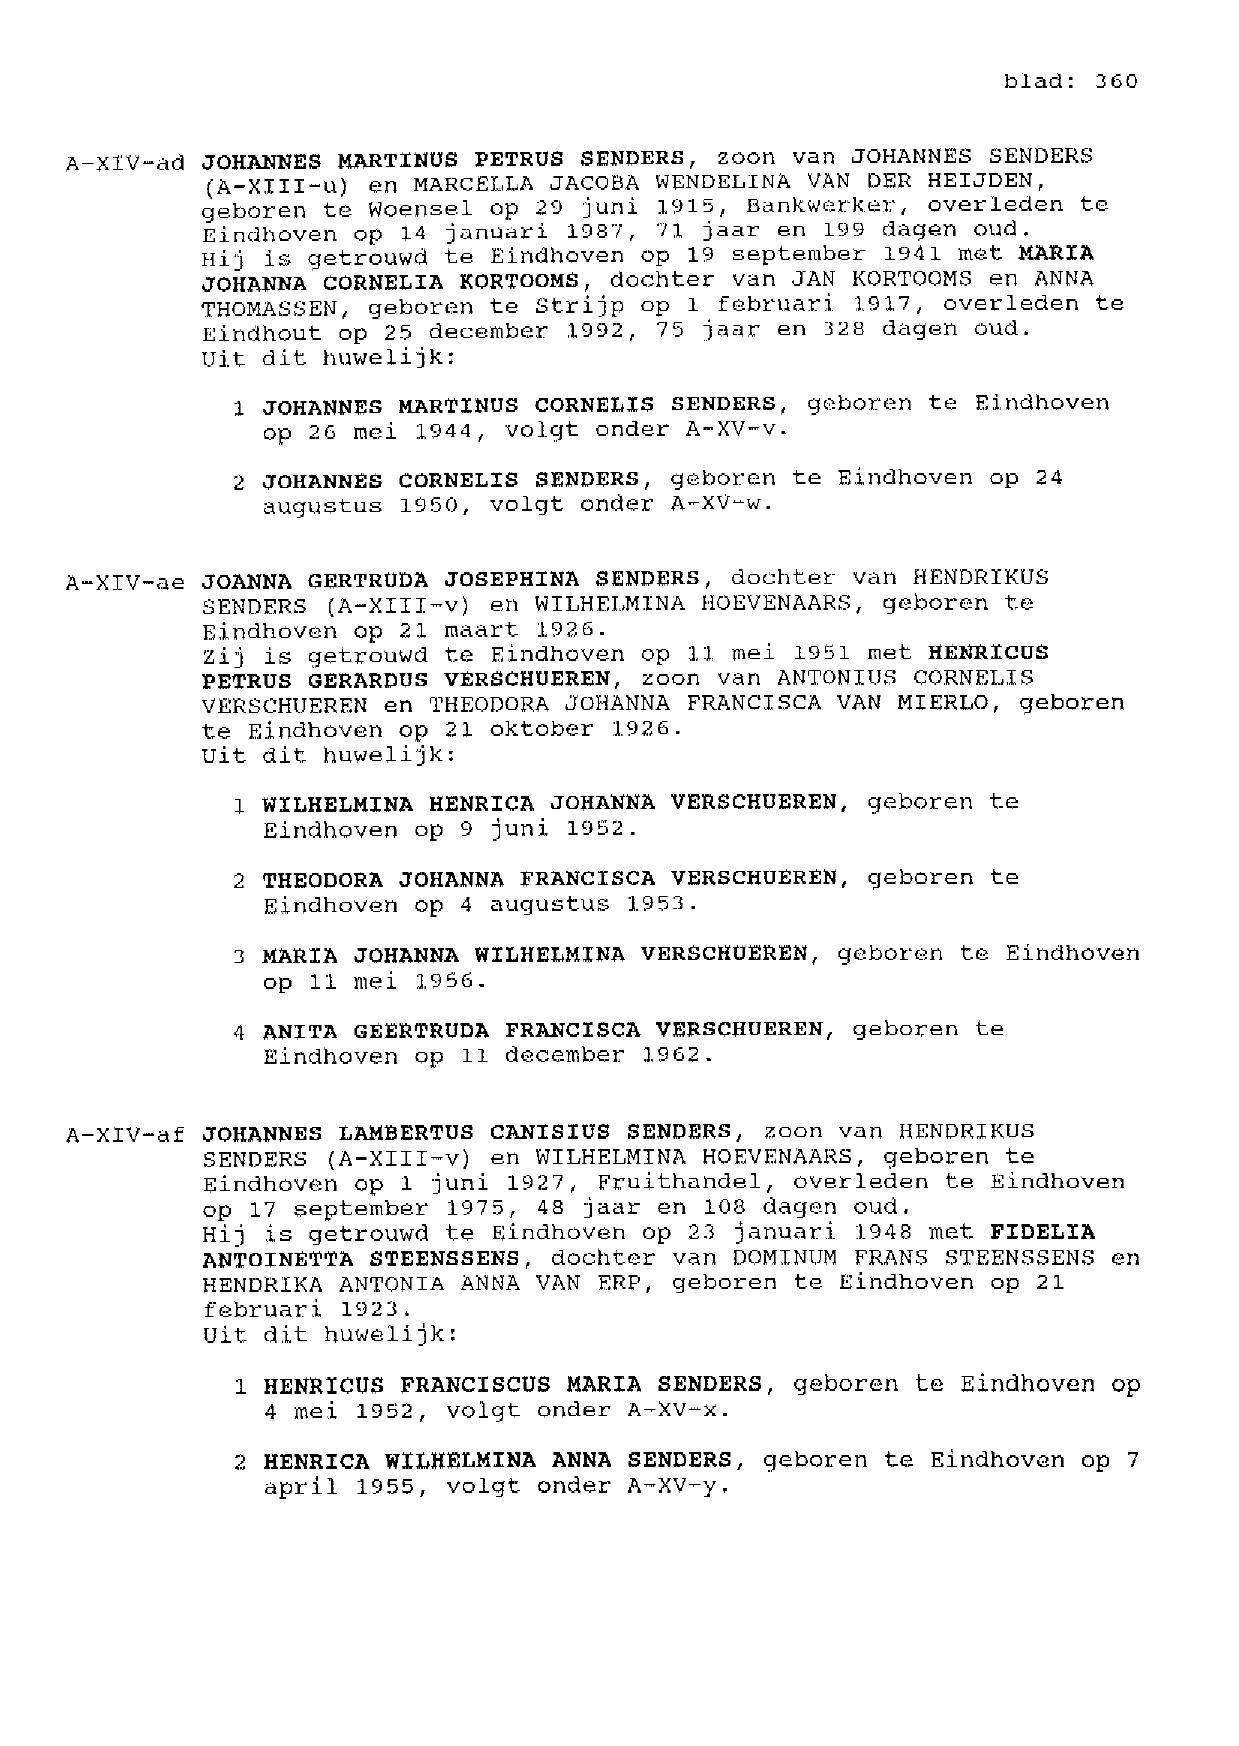 blad: 360
A-XIV-ad JOHANNES MARTINUS PETRUS SENDERS, zoon van JOHANNES SENDERS
(A-XIII-u) en MARCELLA JACOBA WENDELINA VAN DER HEIJDEN,
geboren te Woensel op 29 juni 1915, Bankwerker, overleden te
Eindhoven op 14 januari 1987, 71 jaar en 199 dagen oud.
Hij is getrouwd te Eindhoven op 19 september 1941 met MARIA
JOHANNA CORNELIA KORTOOMS, dochter van JAN KORTOOMS en ANNA
THOMASSEN, geboren te Strijp op 1 februari 1917, overleden te
Eindhout op 25 december 1992, 75 jaar en 328 dagen oud.
Uit dit huwelijk:
1 JOHANNES MARTINUS CORNELIS SENDERS, geboren te Eindhoven
op 26 mei 1944, volgt onder A-XV-v.
2 JOHANNES CORNELIS SENDERS, geboren te Eindhoven op 24
augustus 1950, volgt onder A-XV-w.
A-XIV-ae JOANNA GERTRUDA JOSEPHINA SENDERS, dochter van HENDRIKUS
SENDERS (A-XIII-v) en WILHELMINA HOEVENAARS, geboren te
Eindhoven op 21 maart 1926.
Zij is getrouwd te Eindhoven op 11 mei 1951 met HENRICUS
PETRUS GERARDUS VERSCHUEREN, zoon van ANTONIUS CORNELIS
VERSCHUEREN en THEODORA JOHANNA FRANCISCA VAN MIERLO, geboren
te Eindhoven op 21 oktober 1926.
Uit dit huwelijk:
1 WILHELMINA HENRICA JOHANNA VERSCHUEREN, geboren te
Eindhoven op 9 juni 1952.
2 THEODORA JOHANNA FRANCISCA VERSCHUEREN, geboren te
Eindhoven op 4 augustus 1953.
3 MARIA JOHANNA WILHELMINA VERSCHUEREN, geboren te Eindhoven
op 11 mei 1956.
4 ANITA GEERTRUDA FRANCISCA VERSCHUEREN, geboren te
Eindhoven op 11 december 1962.
A-XIV-af JOHANNES LAMBERTUS CANISIUS SENDERS, zoon van HENDRIKUS
SENDERS (A-XIII-v) en WILHELMINA HOEVENAARS, geboren te
Eindhoven op 1 juni 1927, Fruithandel, overleden te Eindhoven
op 17 september 1975, 48 jaar en 108 dagen oud.
Hij is getrouwd te Eindhoven op 23 januari 1948 met FIDELIA
ANTOINETTA STEENSSENS, dochter van DOMINUM FRANS STEENSSENS en
HENDRIKA ANTONIA ANNA VAN ERP, geboren te Eindhoven op 21
februari 1923.
Uit dit huwelijk:
1 HENRICUS FRANCISCUS MARIA SENDERS, geboren te Eindhoven op
4 mei 1952, volgt onder A-XV-x.
2 HENRICA WILHELMINA ANNA SENDERS, geboren te Eindhoven op 7
april 1955, volgt onder A-XV-y.